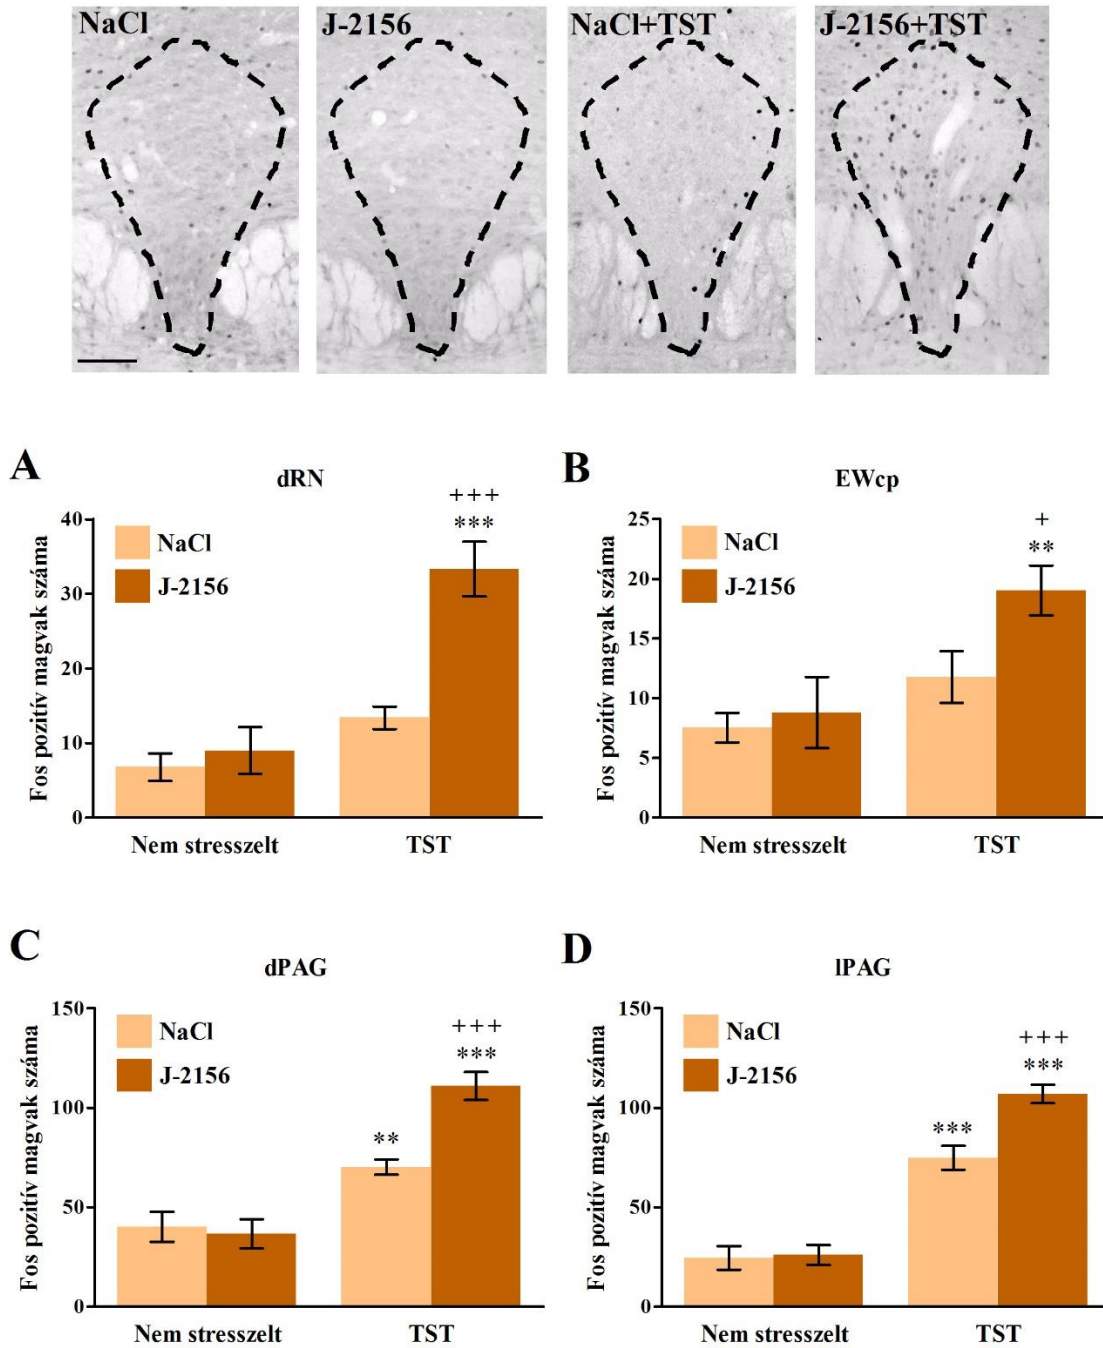 NaCl
J-2156
NaCl+TST
J-2156+TST
A
dRN
Fos pozitív magvak száma
40
30
20
10
0
NaCl
J-2156
+++
***
Nem stresszelt
TST
B
EWcp
Fos pozitív magvak száma
25
20
15
10
5
0
NaCl
J-2156
+
**
Nem stresszelt
TST
C
dPAG
Fos pozitív magvak száma
150
100
50
0
NaCl
J-2156
**
+++
***
Nem stresszelt
TST
D
lPAG
Fos pozitív magvak száma
150
100
50
0
NaCl
J-2156
***
+++
***
Nem stresszelt
TST